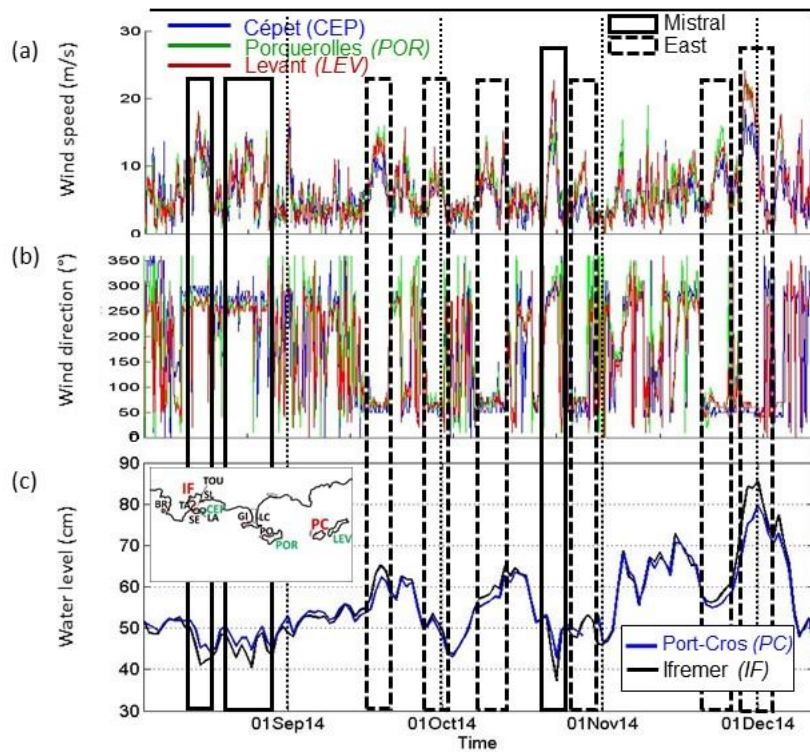 (a)
Wind speed (m/s)
30
20
10
0
Cépet (CEP)
Porquerolles (POR)
Levant (LEV)
Mistral
East
(b)
Wind direction (°)
350
300
250
200
150
100
50
0
(c)
Water level (cm)
90
80
70
60
50
40
30
IF
TOU
SL
BR
TA
CEP
SE
LA
GI
LC
PO
POR
PC
LEV
Port-Cros (PC)
Ifremer (IF)
01Sep14
01Oct14
01Nov14
01Dec14
Time